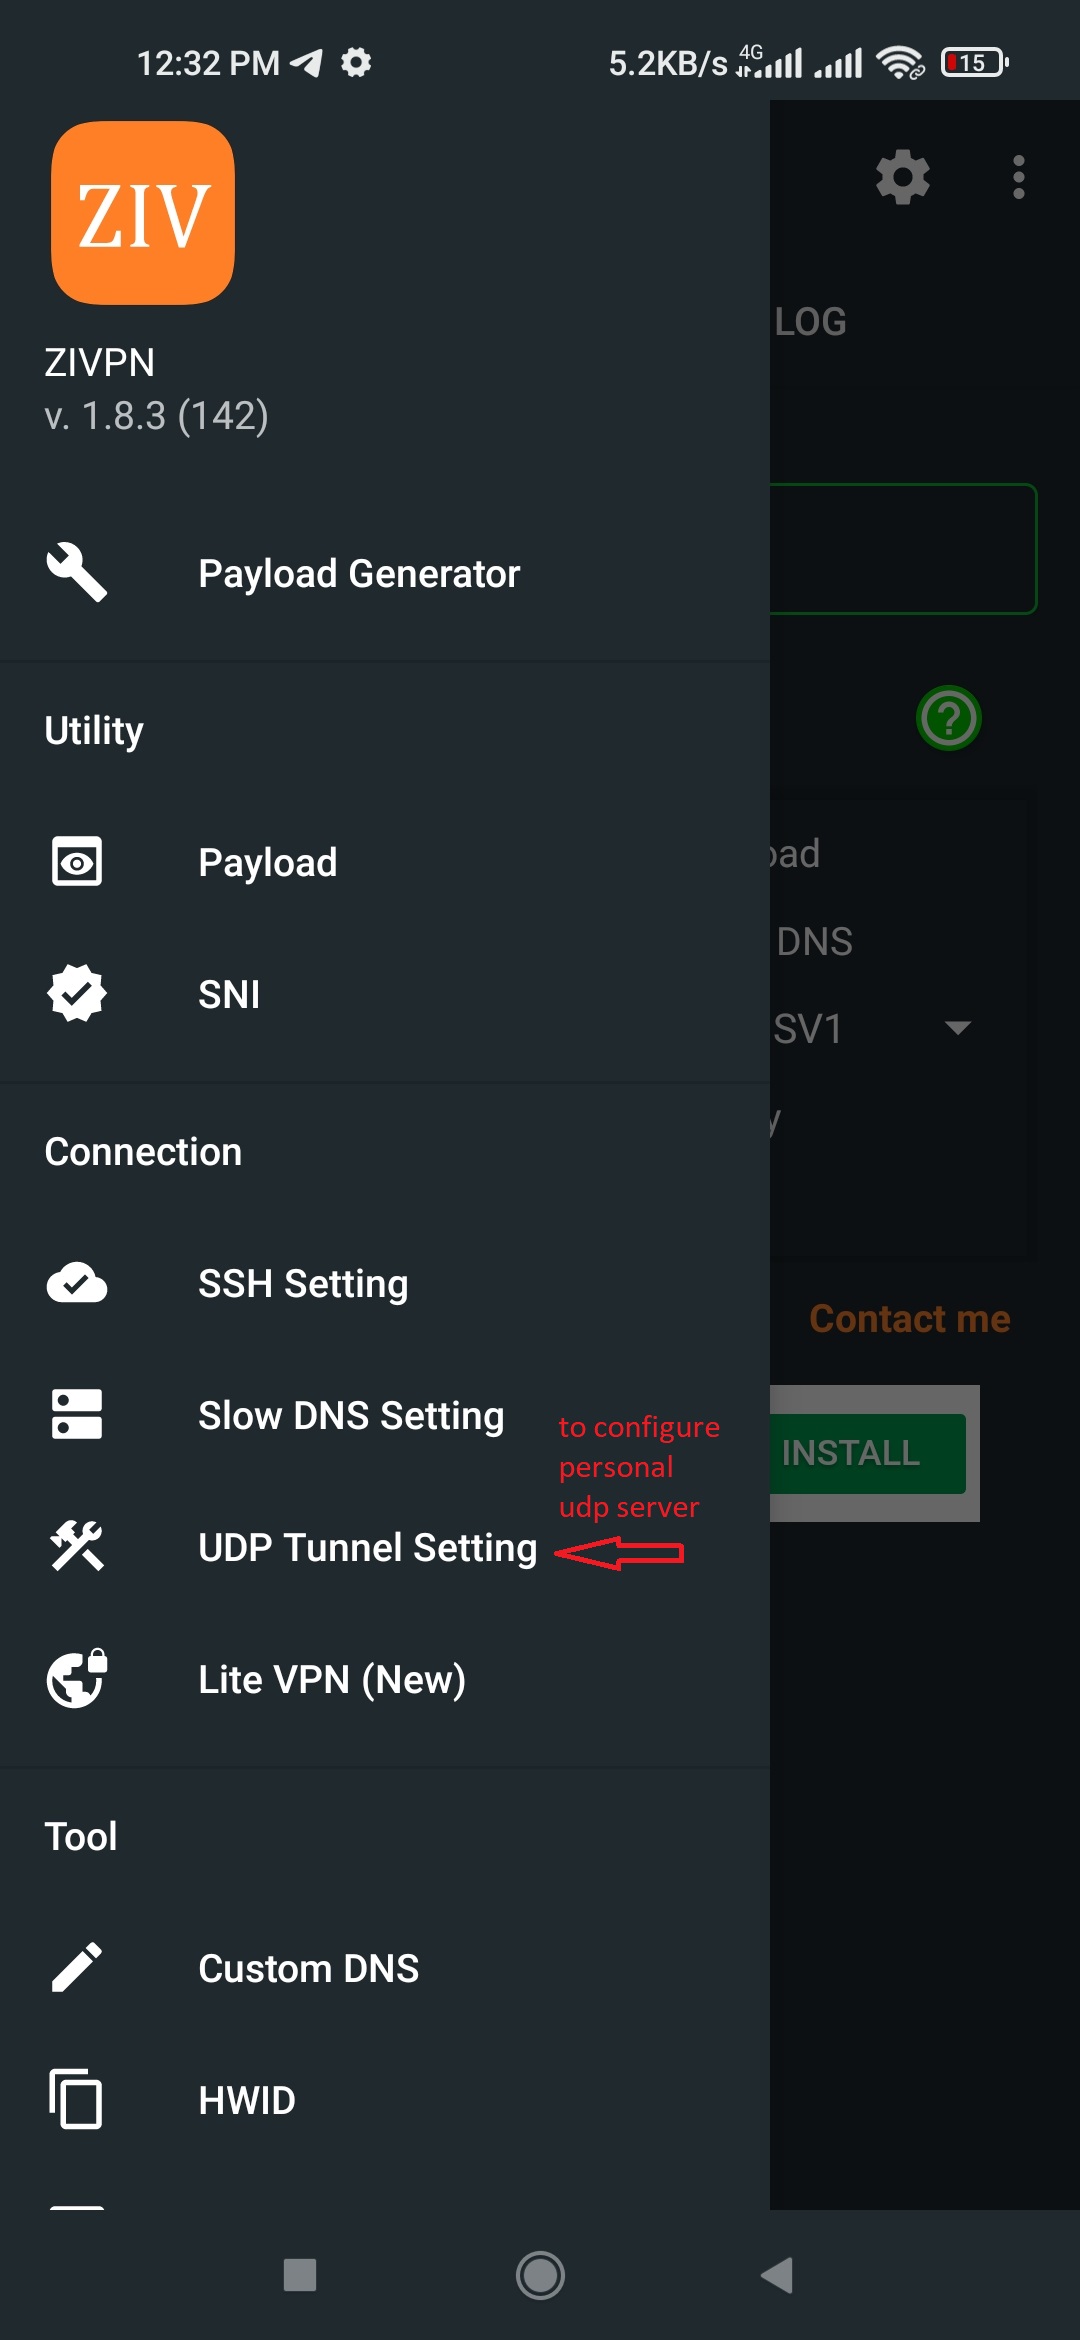 12:32 PM
5.2KB/s 4G
15
ZIV
ZIVPN
v. 1.8.3 (142)
LOG
Payload Generator
Utility
Payload
SNI
DNS
SV1
Connection
SSH Setting
Contact me
Slow DNS Setting
to configure
personal
udp server
INSTALL
UDP Tunnel Setting
Lite VPN (New)
Tool
Custom DNS
HWID